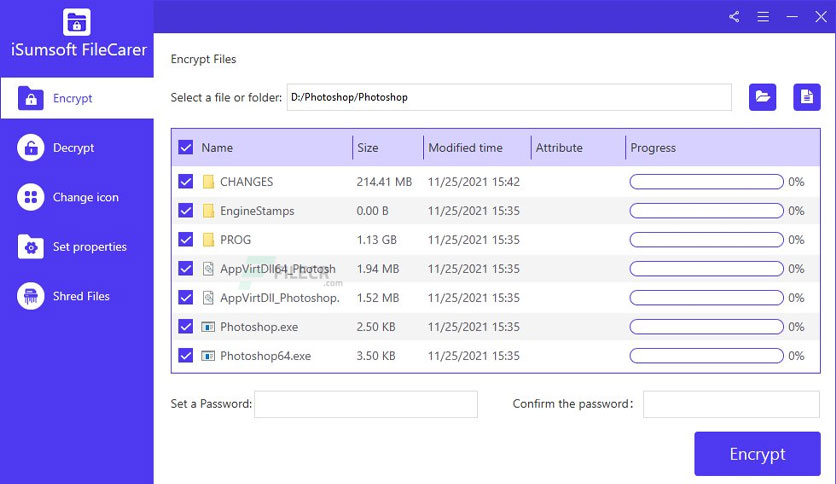 iSumsoft FileCarer
Encrypt
Decrypt
Change icon
Set properties
Shred Files
Encrypt Files
Select a file or folder: D:/Photoshop/Photoshop
Name Size Modified time Attribute Progress
CHANGES 214.41 MB 11/25/2021 15:42 0%
EngineStamps 0.00 B 11/25/2021 15:35 0%
PROG 1.13 GB 11/25/2021 15:35 0%
AppVirtDll64_Photosh 1.94 MB 11/25/2021 15:35 0%
FILECR
.com
AppVirtDll_Photoshop. 1.52 MB 11/25/2021 15:35 0%
Photoshop.exe 2.50 KB 11/25/2021 15:35 0%
Photoshop64.exe 3.50 KB 11/25/2021 15:35 0%
Set a Password: Confirm the password:
Encrypt